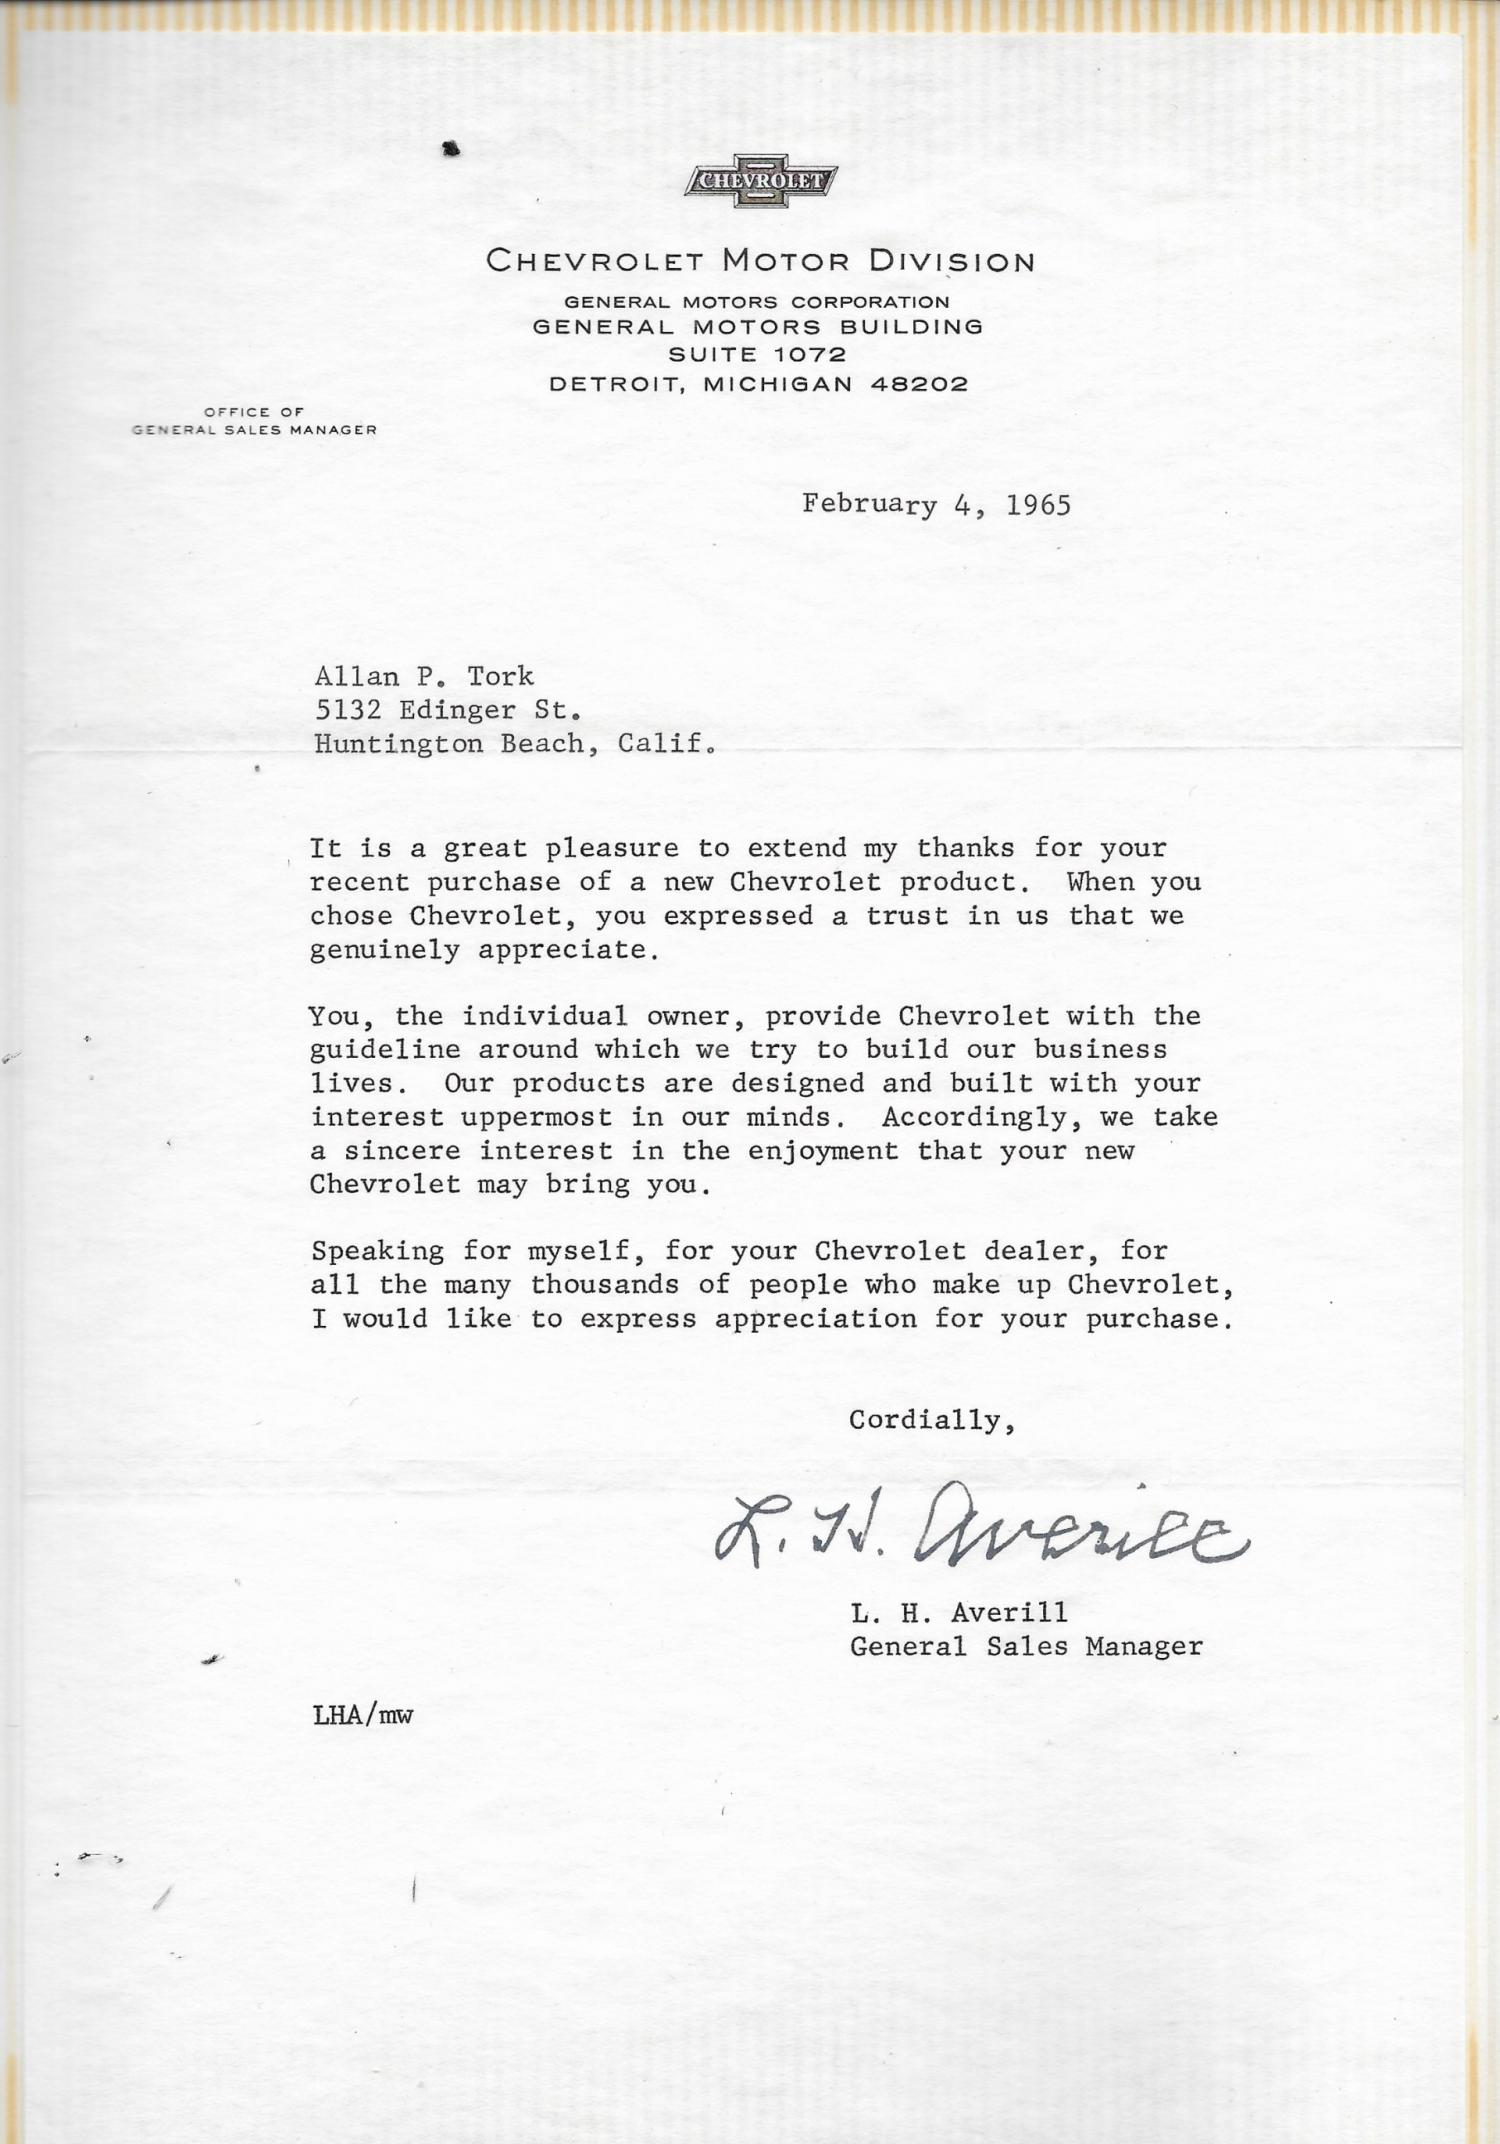 CHEVROLET
CHEVROLET MOTOR DIVISION
GENERAL MOTORS CORPORATION
GENERAL MOTORS BUILDING
SUITE 1072
DETROIT, MICHIGAN 48202
OFFICE OF
GENERAL SALES MANAGER
February 4, 1965
Allan P. Tork
5132 Edinger St.
Huntington Beach, Calif.
It is a great pleasure to extend my thanks for your
recent purchase of a new Chevrolet product.  When you
chose Chevrolet, you expressed a trust in us that we
genuinely appreciate.
You, the individual owner, provide Chevrolet with the
guideline around which we try to build our business
lives.  Our products are designed and built with your
interest uppermost in our minds.  Accordingly, we take
a sincere interest in the enjoyment that your new
Chevrolet may bring you.
Speaking for myself, for your Chevrolet dealer, for
all the many thousands of people who make up Chevrolet,
I would like to express appreciation for your purchase.
Cordially,
L. H. Averill
L. H. Averill
General Sales Manager
LHA/mw